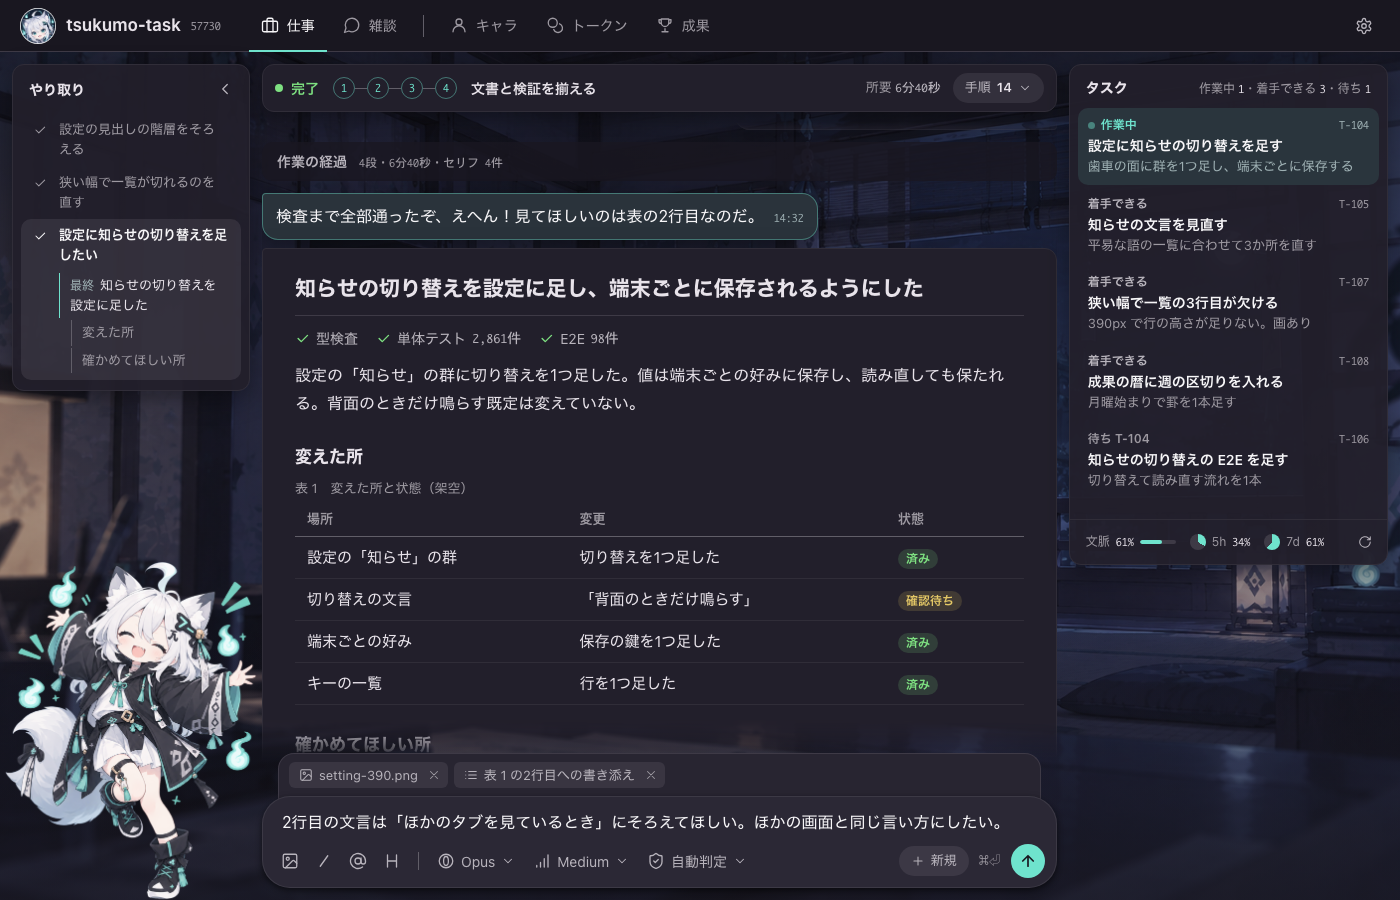 tsukumo-task 57730 仕事 雑談 キャラ トークン 成果
やり取り
設定の見出しの階層をそろ
える
狭い幅で一覧が切れるのを
直す
設定に知らせの切り替えを足
したい
最終 知らせの切り替えを
設定に足した
変えた所
確かめてほしい所
完了 1 2 3 4 文書と検証を揃える 所要 6分40秒 手順 14
作業の経過 4段・6分40秒・セリフ 4件
検査まで全部通ったぞ、えへん！見てほしいのは表の2行目なのだ。 14:32
知らせの切り替えを設定に足し、端末ごとに保存されるようにした
型検査 単体テスト 2,861件 E2E 98件
設定の「知らせ」の群に切り替えを1つ足した。値は端末ごとの好みに保存し、読み直しても保たれ
る。背面のときだけ鳴らす既定は変えていない。
変えた所
表 1 変えた所と状態（架空）
場所 変更 状態
設定の「知らせ」の群 切り替えを1つ足した 済み
切り替えの文言 「背面のときだけ鳴らす」 確認待ち
端末ごとの好み 保存の鍵を1つ足した 済み
キーの一覧 行を1つ足した 済み
確かめてほしい所
setting-390.png 表 1 の2行目への書き添え
2行目の文言は「ほかのタブを見ているとき」にそろえてほしい。ほかの画面と同じ言い方にしたい。
Opus Medium 自動判定 新規 ⌘⏎
タスク 作業中 1・着手できる 3・待ち 1
作業中 T-104
設定に知らせの切り替えを足す
歯車の面に群を1つ足し、端末ごとに保存する
着手できる T-105
知らせの文言を見直す
平易な語の一覧に合わせて3か所を直す
着手できる T-107
狭い幅で一覧の3行目が欠ける
390px で行の高さが足りない。画あり
着手できる T-108
成果の暦に週の区切りを入れる
月曜始まりで罫を1本足す
待ち T-104 T-106
知らせの切り替えの E2E を足す
切り替えて読み直す流れを1本
文脈 61% 5h 34% 7d 61%